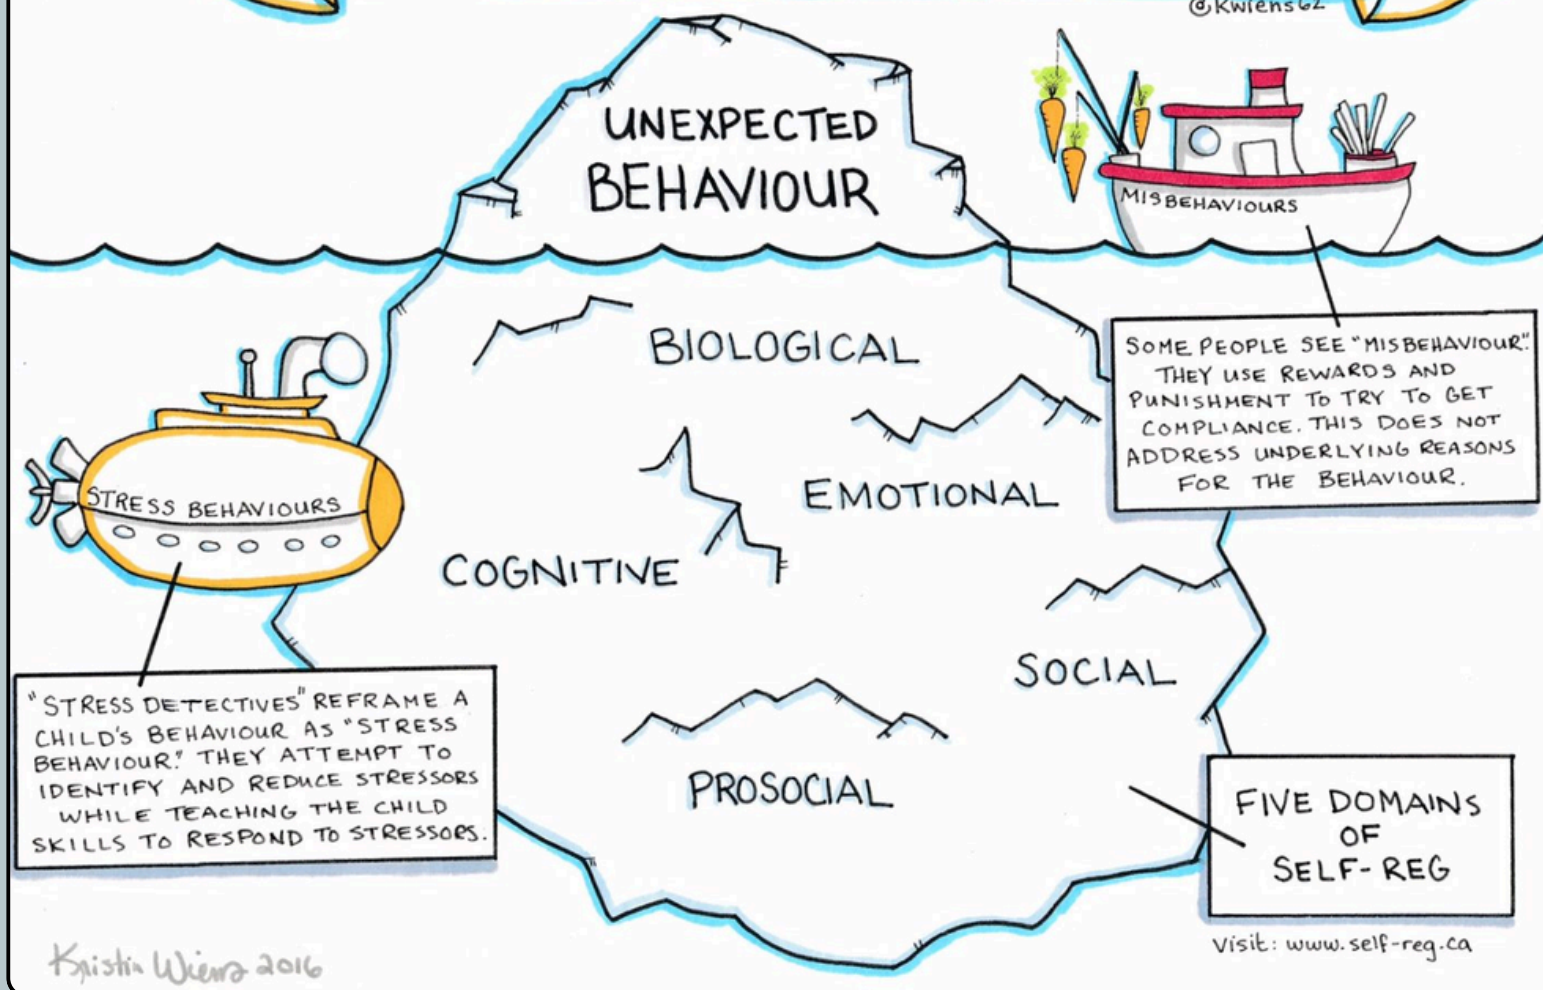 @Kwiens62
UNEXPECTED
BEHAVIOUR
MISBEHAVIOURS
BIOLOGICAL
SOME PEOPLE SEE "MISBEHAVIOUR".
THEY USE REWARDS AND
PUNISHMENT TO TRY TO GET
COMPLIANCE. THIS DOES NOT
ADDRESS UNDERLYING REASONS
FOR THE BEHAVIOUR.
EMOTIONAL
STRESS BEHAVIOURS
COGNITIVE
SOCIAL
"STRESS DETECTIVES" REFRAME A
CHILD'S BEHAVIOUR AS "STRESS
BEHAVIOUR." THEY ATTEMPT TO
IDENTIFY AND REDUCE STRESSORS
WHILE TEACHING THE CHILD
SKILLS TO RESPOND TO STRESSORS.
PROSOCIAL
FIVE DOMAINS
OF
SELF-REG
Visit: www.self-reg.ca
Kristin Wiens 2016